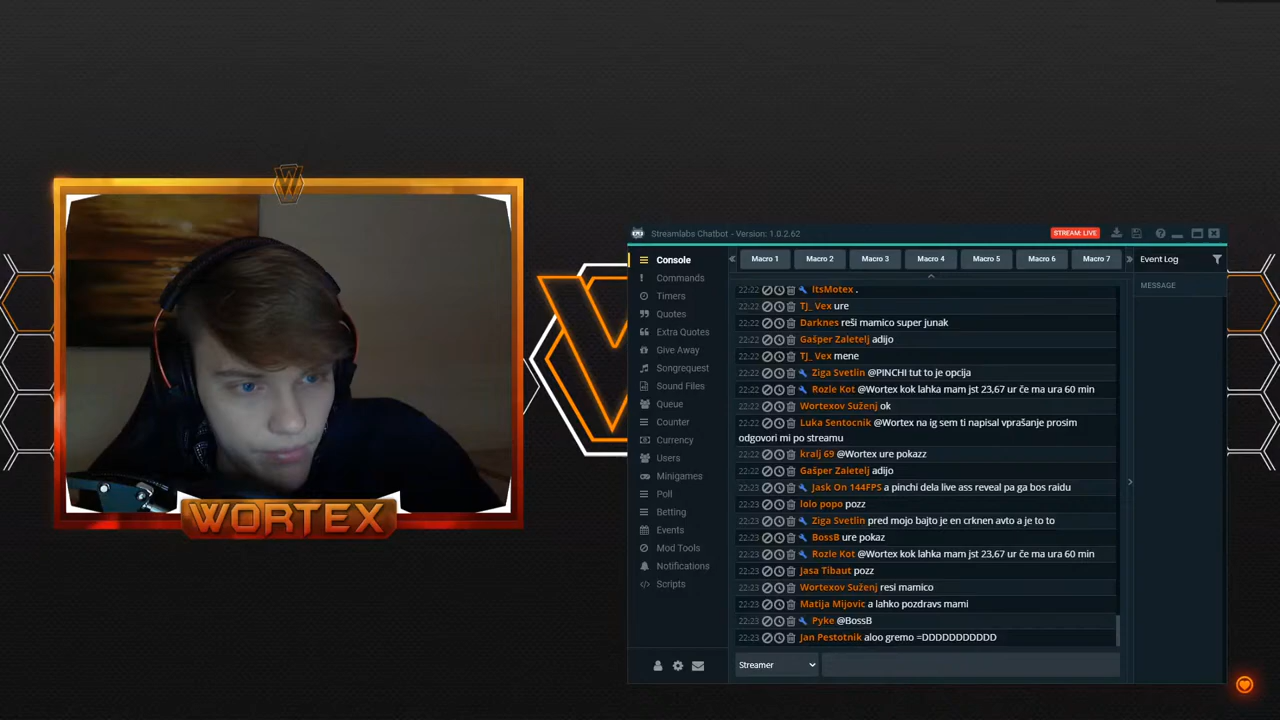 WORTEX
Streamlabs Chatbot - Version: 1.0.2.62
STREAM: LIVE
Console
Commands
Timers
Quotes
Extra Quotes
Give Away
Songrequest
Sound Files
Queue
Counter
Currency
Users
Minigames
Poll
Betting
Events
Mod Tools
Notifications
Scripts
Macro 1 Macro 2 Macro 3 Macro 4 Macro 5 Macro 6 Macro 7
22:22 ItsMotex .
22:22 TJ_ Vex ure
22:22 Darknes reši mamico super junak
22:22 Gašper Zaletelj adijo
22:22 TJ_ Vex mene
22:22 Ziga Svetlin @PINCHI tut to je opcija
22:22 Rozle Kot @Wortex kok lahka mam jst 23,67 ur če ma ura 60 min
22:22 Wortexov Suženj ok
22:22 Luka Sentocnik @Wortex na ig sem ti napisal vprašanje prosim
odgovori mi po streamu
22:22 kralj 69 @Wortex ure pokazz
22:22 Gašper Zaletelj adijo
22:23 Jask On 144FPS a pinchi dela live ass reveal pa ga bos raidu
22:23 lolo popo pozz
22:23 Ziga Svetlin pred mojo bajto je en crknen avto a je to to
22:23 BossB ure pokaz
22:23 Rozle Kot @Wortex kok lahka mam jst 23,67 ur če ma ura 60 min
22:23 Jasa Tibaut pozz
22:23 Wortexov Suženj resi mamico
22:23 Matija Mijovic a lahko pozdravs mami
22:23 Pyke @BossB
22:23 Jan Pestotnik aloo gremo =DDDDDDDDDDD
Streamer
Event Log
MESSAGE